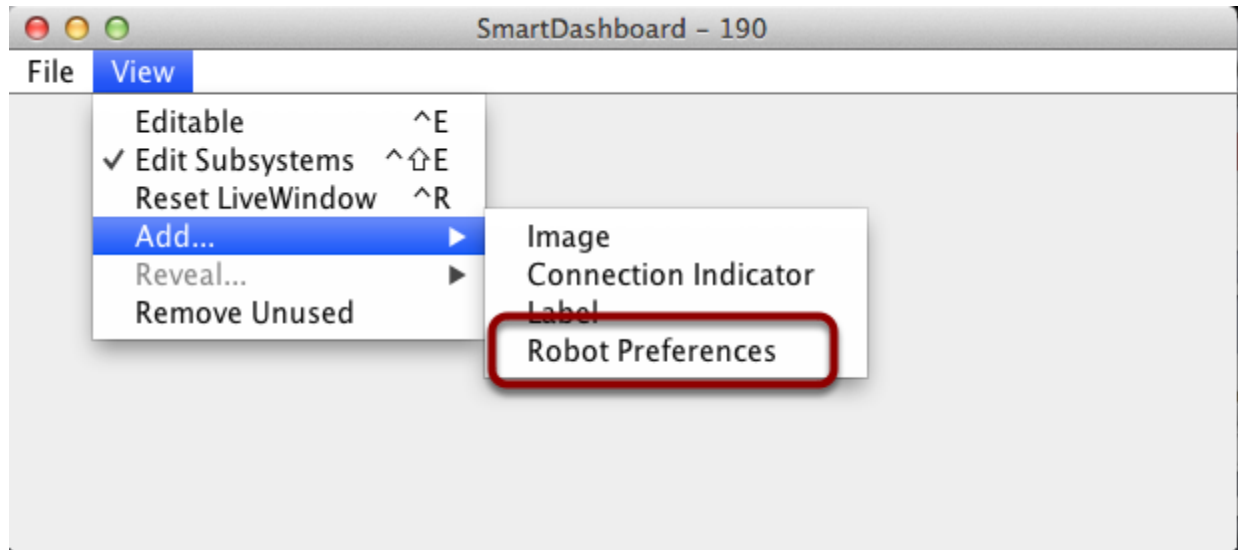 SmartDashboard – 190
File View
Editable ^E
✓ Edit Subsystems ^⇧E
Reset LiveWindow ^R
Add... ▶
Reveal... ▶
Remove Unused
Image
Connection Indicator
Label
Robot Preferences